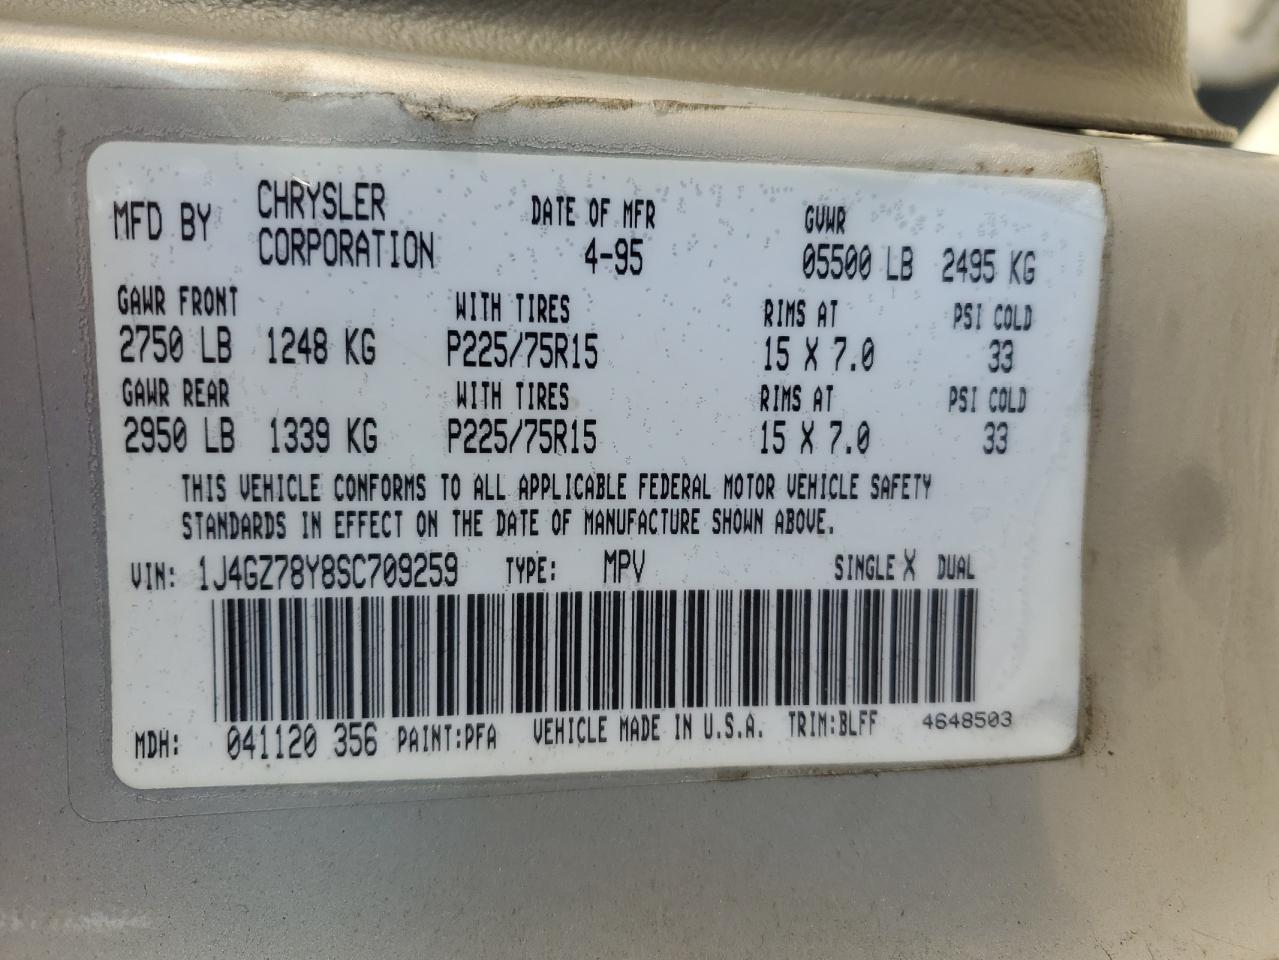 MFD BY CHRYSLER CORPORATION DATE OF MFR 4-95 GVWR 05500 LB 2495 KG
GAWR FRONT WITH TIRES RIMS AT PSI COLD
2750 LB 1248 KG P225/75R15 15 X 7.0 33
GAWR REAR WITH TIRES RIMS AT PSI COLD
2950 LB 1339 KG P225/75R15 15 X 7.0 33
THIS VEHICLE CONFORMS TO ALL APPLICABLE FEDERAL MOTOR VEHICLE SAFETY
STANDARDS IN EFFECT ON THE DATE OF MANUFACTURE SHOWN ABOVE.
VIN: 1J4GZ78Y8SC709259 TYPE: MPV SINGLE X DUAL
MDH: 041120 356 PAINT:PFA VEHICLE MADE IN U.S.A. TRIM:BLFF 4648503